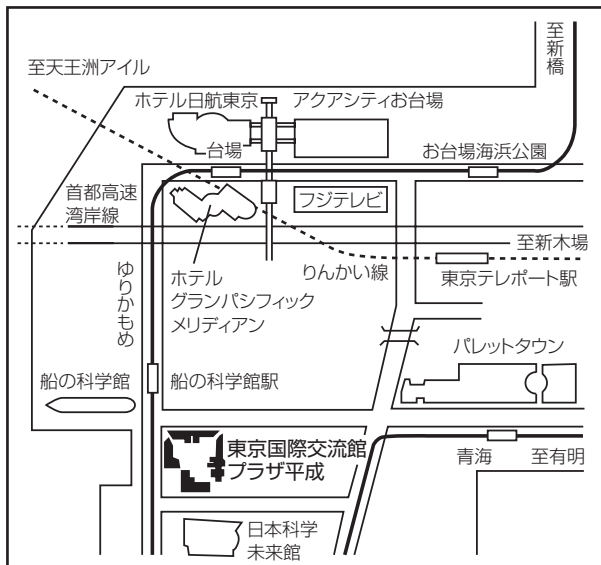 至新橋
至天王洲アイル
ホテル日航東京
アクアシティお台場
台場
お台場海浜公園
首都高速
湾岸線
フジテレビ
至新木場
ゆりかもめ
ホテル
グランパシフィック
メリディアン
りんかい線
東京テレポート駅
パレットタウン
船の科学館
船の科学館駅
東京国際交流館
プラザ平成
青海
至有明
日本科学
未来館